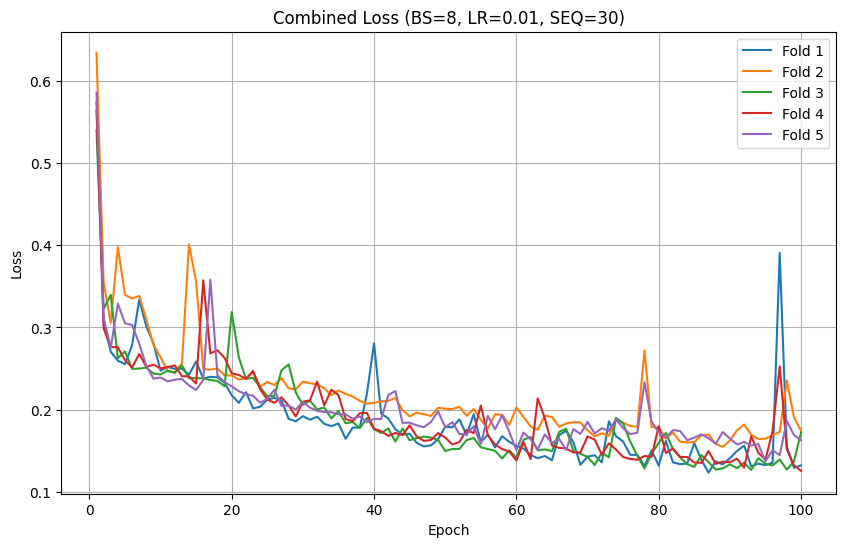 Combined Loss (BS=8, LR=0.01, SEQ=30)
Fold 1
Fold 2
Fold 3
Fold 4
Fold 5
0.6
0.5
0.4
0.3
0.2
0.1
Loss
0 20 40 60 80 100
Epoch